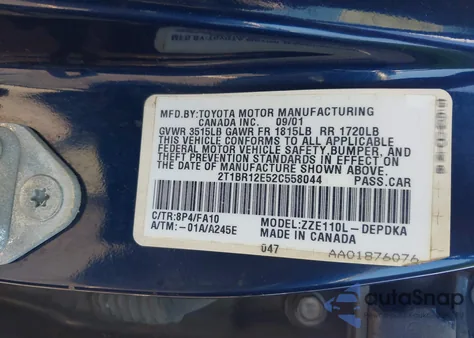 MFD. BY:TOYOTA MOTOR MANUFACTURING
CANADA INC. 09/01
GVWR 3515LB GAWR FR 1815LB RR 1720LB
THIS VEHICLE CONFORMS TO ALL APPLICABLE
FEDERAL MOTOR VEHICLE SAFETY, BUMPER, AND
THEFT PREVENTION STANDARDS IN EFFECT ON
THE DATE OF MANUFACTURE SHOWN ABOVE.
2T1BR12E52C558044 PASS.CAR
C/TR:8P4/FA10 MODEL:ZZE110L-DEPDKA
A/TM:-01A/A245E MADE IN CANADA
047 AA01876076
autoSnap